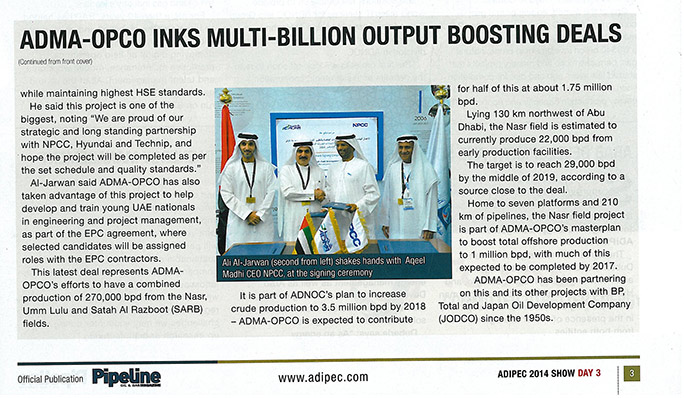 ADMA-OPCO INKS MULTI-BILLION OUTPUT BOOSTING DEALS
(Continued from front cover)
while maintaining highest HSE standards.
He said this project is one of the
biggest, noting “We are proud of our
strategic and long standing partnership
with NPCC, Hyundai and Technip, and
hope the project will be completed as per
the set schedule and quality standards.”
Al-Jarwan said ADMA-OPCO has also
taken advantage of this project to help
develop and train young UAE nationals
in engineering and project management,
as part of the EPC agreement, where
selected candidates will be assigned
roles with the EPC contractors.
This latest deal represents ADMA-
OPCO’s efforts to have a combined
production of 270,000 bpd from the Nasr,
Umm Lulu and Satah Al Razboot (SARB)
fields.
NPCC
Ali Al-Jarwan (second from left) shakes hands with Aqeel
Madhi CEO NPCC, at the signing ceremony
It is part of ADNOC’s plan to increase
crude production to 3.5 million bpd by 2018
– ADMA-OPCO is expected to contribute
for half of this at about 1.75 million
bpd.
Lying 130 km northwest of Abu
Dhabi, the Nasr field is estimated to
currently produce 22,000 bpd from
early production facilities.
The target is to reach 29,000 bpd
by the middle of 2019, according to a
source close to the deal.
Home to seven platforms and 210
km of pipelines, the Nasr field project
is part of ADMA-OPCO’s masterplan
to boost total offshore production
to 1 million bpd, with much of this
expected to be completed by 2017.
ADMA-OPCO has been partnering
on this and its other projects with BP,
Total and Japan Oil Development Company
(JODCO) since the 1950s.
Official Publication Pipeline
www.adipec.com
ADIPEC 2014 SHOW DAY 3
3